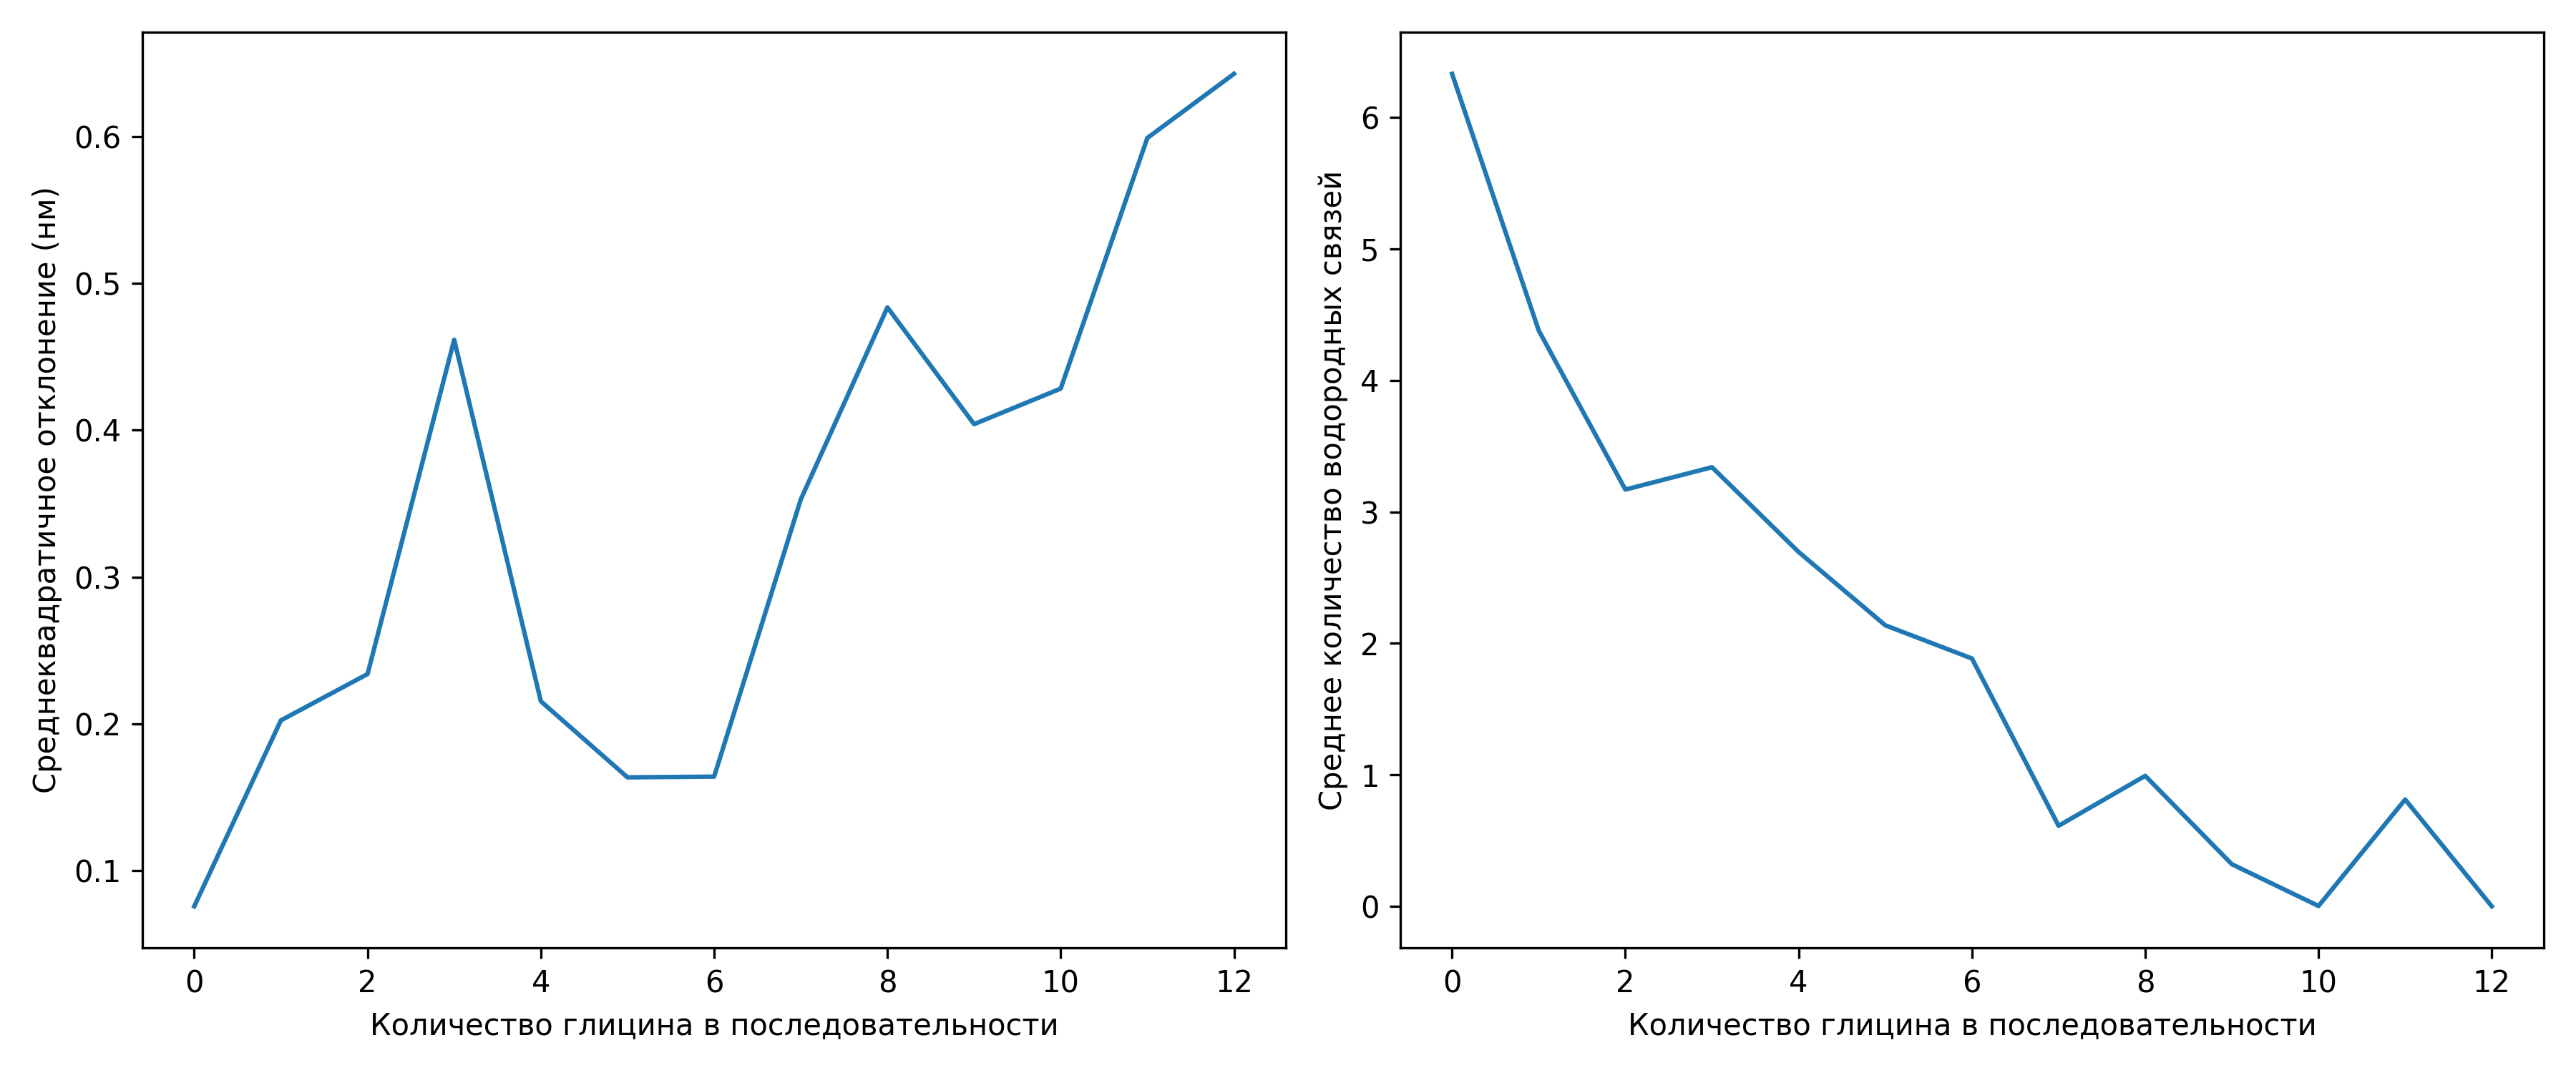 Среднеквадратичное отклонение (нм)
0.6
0.5
0.4
0.3
0.2
0.1
0 2 4 6 8 10 12
Количество глицина в последовательности
Среднее количество водородных связей
6
5
4
3
2
1
0
0 2 4 6 8 10 12
Количество глицина в последовательности